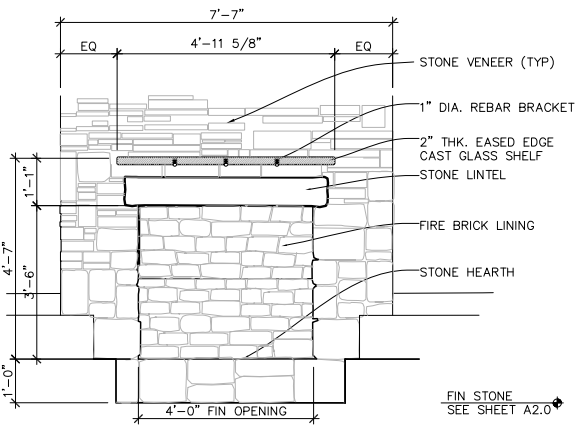 7'-7"
EQ
4'-11 5/8"
EQ
STONE VENEER (TYP)
1" DIA. REBAR BRACKET
2" THK. EASED EDGE
CAST GLASS SHELF
STONE LINTEL
1'-1"
FIRE BRICK LINING
4'-7"
3'-6"
STONE HEARTH
1'-0"
4'-0" FIN OPENING
FIN STONE
SEE SHEET A2.0